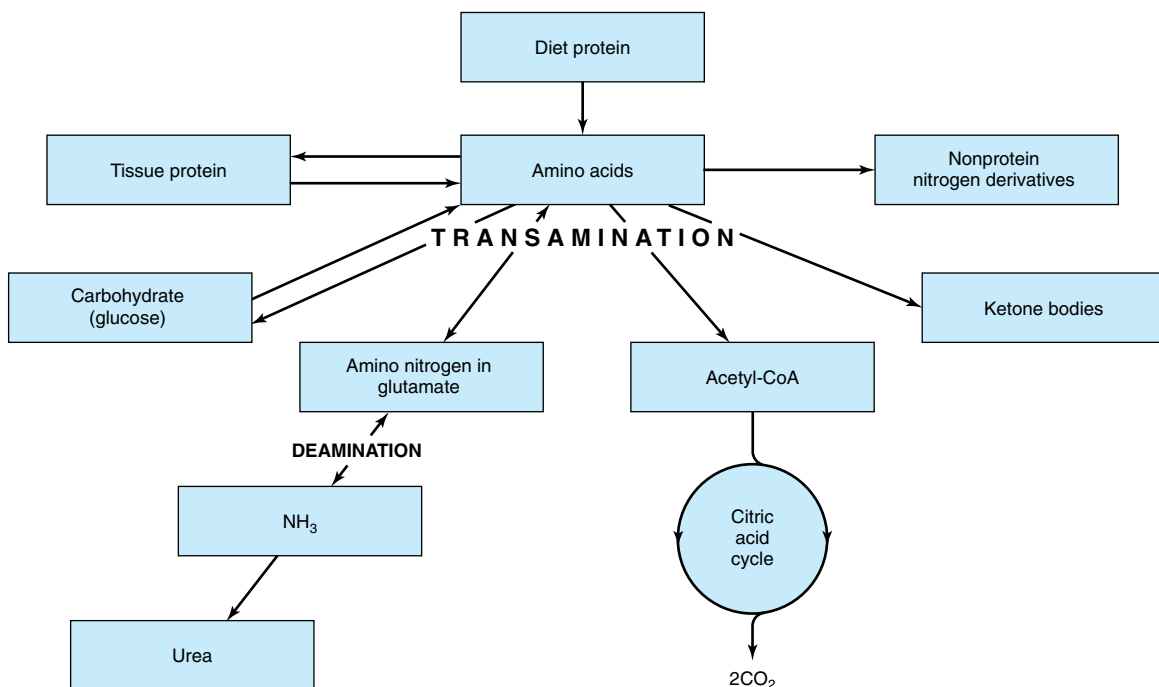 Diet protein
Tissue protein
Amino acids
Nonprotein
nitrogen derivatives
TRANSAMINATION
Carbohydrate
(glucose)
Ketone bodies
Amino nitrogen in
glutamate
Acetyl-CoA
DEAMINATION
NH₃
Citric
acid
cycle
Urea
2CO₂